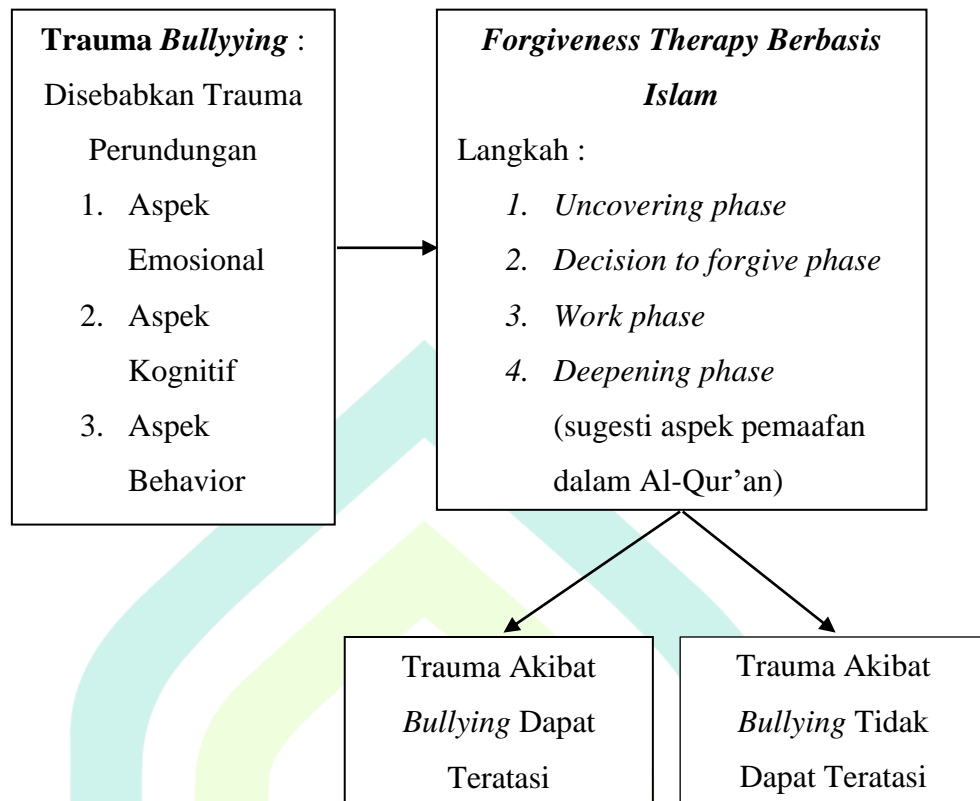 Trauma Bullyying :
Disebabkan Trauma
Perundungan
1. Aspek
Emosional
2. Aspek
Kognitif
3. Aspek
Behavior
Forgiveness Therapy Berbasis
Islam
Langkah :
1. Uncovering phase
2. Decision to forgive phase
3. Work phase
4. Deepening phase
(sugesti aspek pemaafan
dalam Al-Qur’an)
Trauma Akibat
Bullying Dapat
Teratasi
Trauma Akibat
Bullying Tidak
Dapat Teratasi